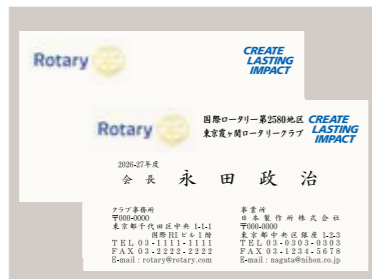 Rotary
CREATE
LASTING
IMPACT
Rotary
国際ロータリー第2580地区
東京霞ヶ関ロータリークラブ
CREATE
LASTING
IMPACT
2026-27年度
会長 永田政治
クラブ事務所
〒000-0000
東京都千代田区中央 1-1-1
国際RIビル1階
TEL 03-1111-1111
FAX 03-2222-2222
E-mail : rotary@rotary.com
事業所
日本製作所株式会社
〒000-0000
東京都中央区銀座 1-2-3
TEL 03-0303-0303
FAX 03-1234-5678
E-mail : nagata@nihon.co.jp